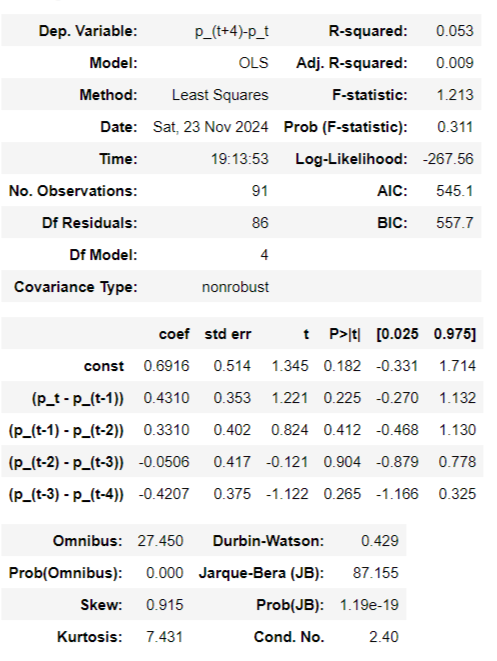 Dep. Variable: p_(t+4)-p_t R-squared: 0.053
Model: OLS Adj. R-squared: 0.009
Method: Least Squares F-statistic: 1.213
Date: Sat, 23 Nov 2024 Prob (F-statistic): 0.311
Time: 19:13:53 Log-Likelihood: -267.56
No. Observations: 91 AIC: 545.1
Df Residuals: 86 BIC: 557.7
Df Model: 4
Covariance Type: nonrobust
coef std err t P>|t| [0.025 0.975]
const 0.6916 0.514 1.345 0.182 -0.331 1.714
(p_t - p_(t-1)) 0.4310 0.353 1.221 0.225 -0.270 1.132
(p_(t-1) - p_(t-2)) 0.3310 0.402 0.824 0.412 -0.468 1.130
(p_(t-2) - p_(t-3)) -0.0506 0.417 -0.121 0.904 -0.879 0.778
(p_(t-3) - p_(t-4)) -0.4207 0.375 -1.122 0.265 -1.166 0.325
Omnibus: 27.450 Durbin-Watson: 0.429
Prob(Omnibus): 0.000 Jarque-Bera (JB): 87.155
Skew: 0.915 Prob(JB): 1.19e-19
Kurtosis: 7.431 Cond. No. 2.40